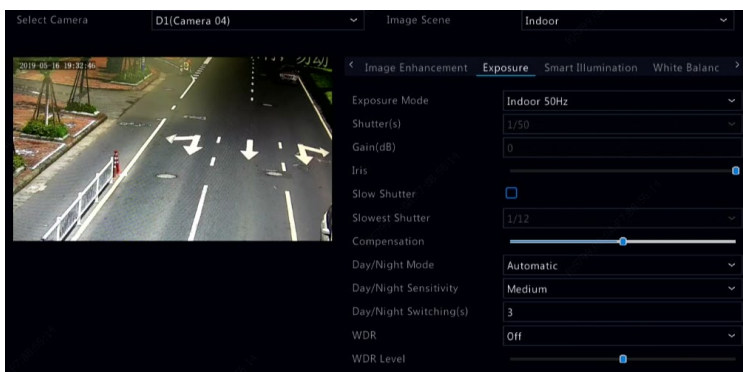 Select Camera D1(Camera 04) Image Scene Indoor
2019-05-16 19:32:46
Image Enhancement Exposure Smart Illumination White Balanc
Exposure Mode Indoor 50Hz
Shutter(s) 1/50
Gain(dB) 0
Iris
Slow Shutter
Slowest Shutter 1/12
Compensation
Day/Night Mode Automatic
Day/Night Sensitivity Medium
Day/Night Switching(s) 3
WDR Off
WDR Level